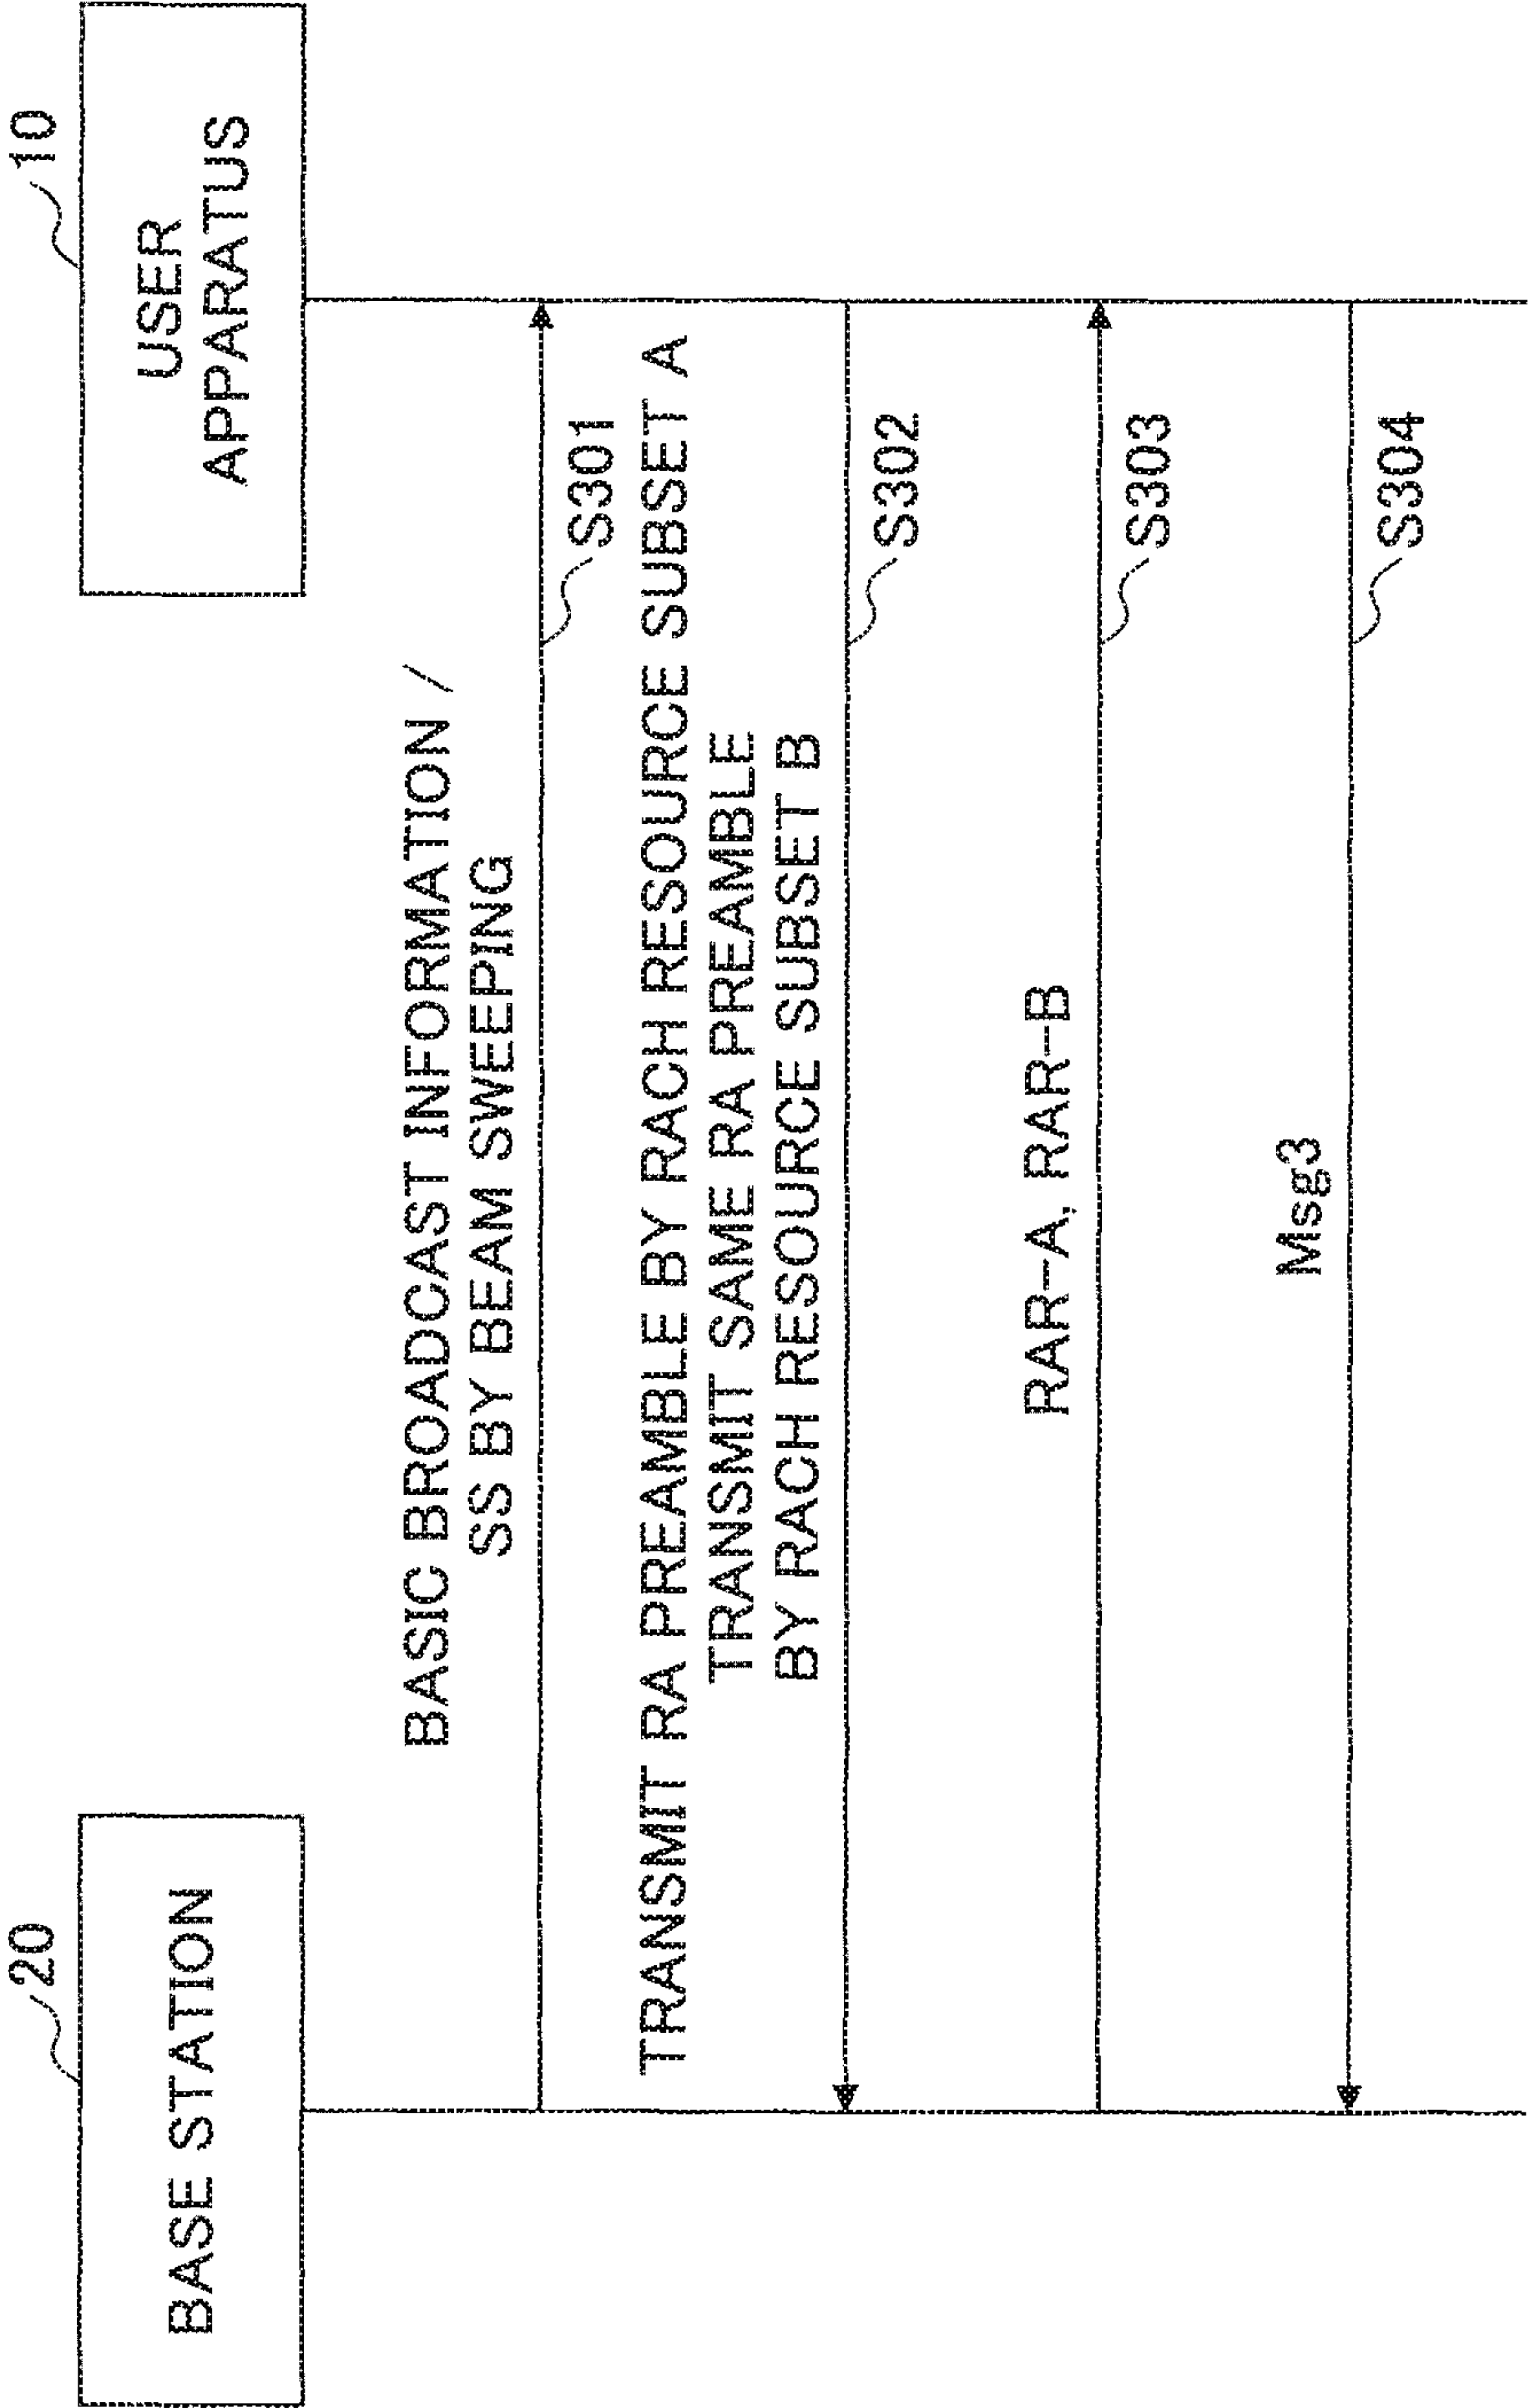 20
BASE STATION
10
USER
APPARATUS
BASIC BROADCAST INFORMATION /
SS BY BEAM SWEEPING
S301
TRANSMIT RA PREAMBLE BY RACH RESOURCE SUBSET A
TRANSMIT SAME RA PREAMBLE
BY RACH RESOURCE SUBSET B
S302
RAR-A, RAR-B
S303
Msg3
S304